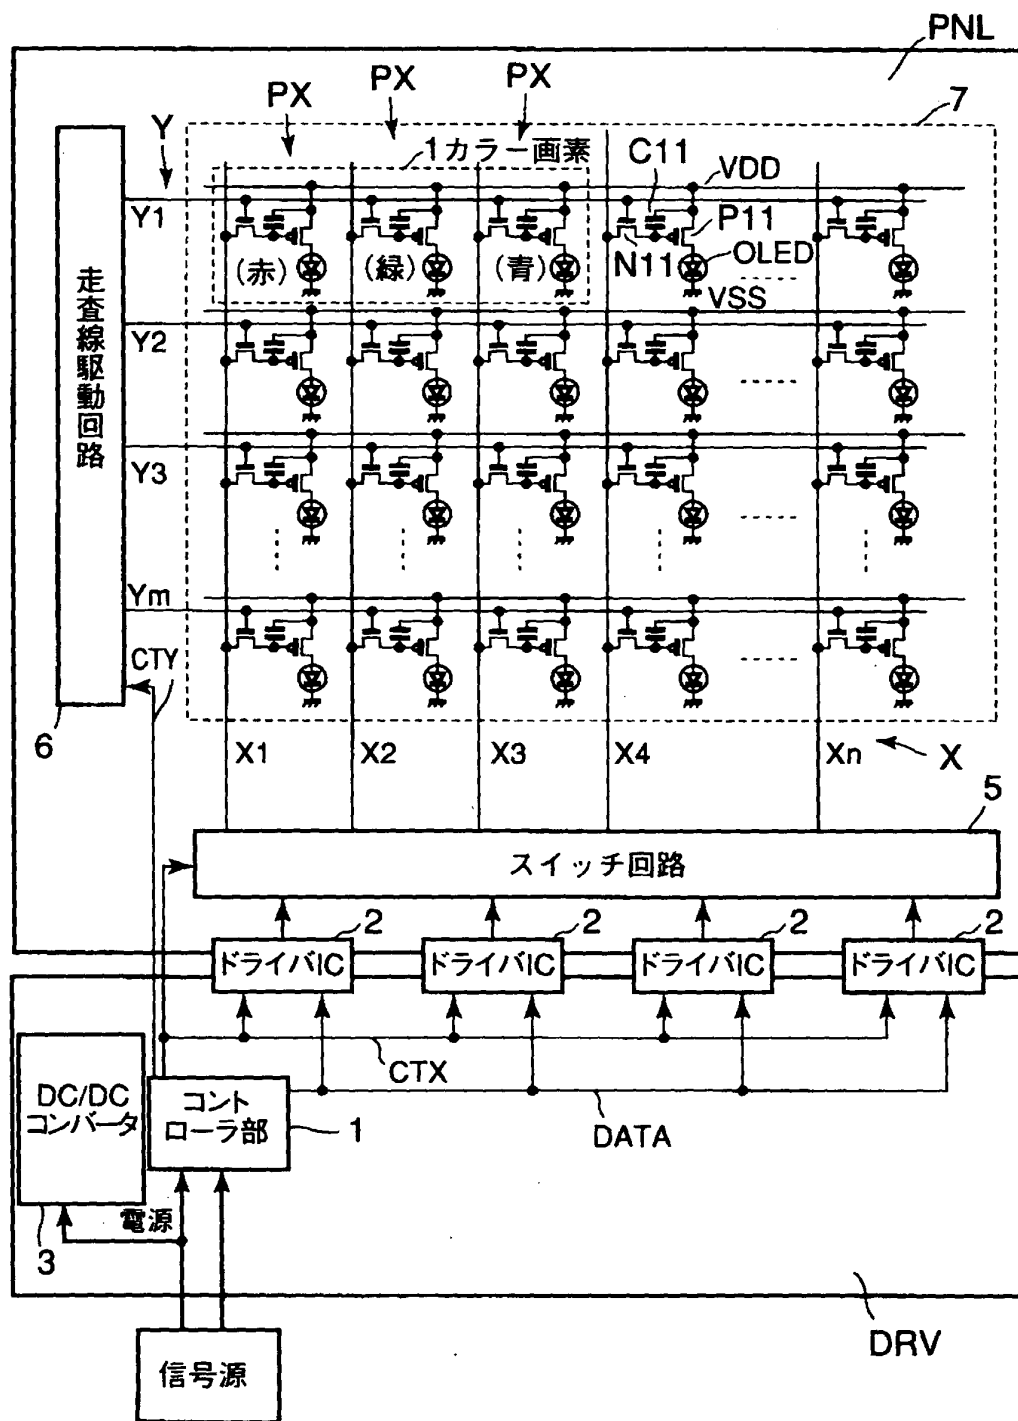 PNL
PX
PX
PX
7
Y
1カラー画素
C11
VDD
Y1
P11
(赤)
(緑)
(青)
N11
OLED
VSS
Y2
走査線駆動回路
Y3
Ym
CTY
6
X1
X2
X3
X4
Xn
X
5
スイッチ回路
2
2
2
2
ドライバIC
ドライバIC
ドライバIC
ドライバIC
CTX
DC/DC
コンバータ
コント
ローラ部
1
DATA
電源
3
DRV
信号源